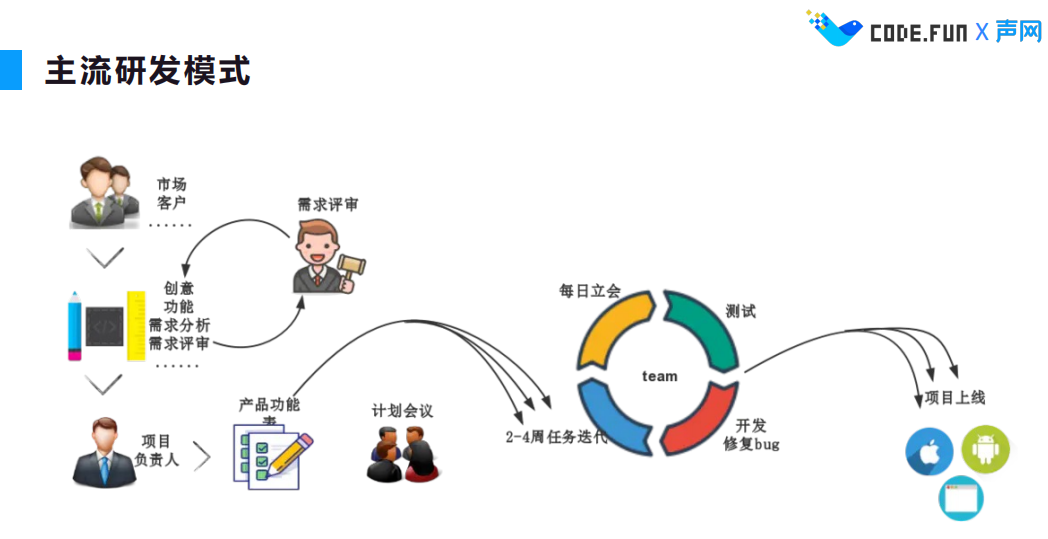 CODE.FUN X 声网
主流研发模式
市场
客户
......
需求评审
创意
功能
需求分析
需求评审
......
项目
负责人
产品功能
表
计划会议
2-4周任务迭代
每日立会
测试
team
开发
修复bug
项目上线